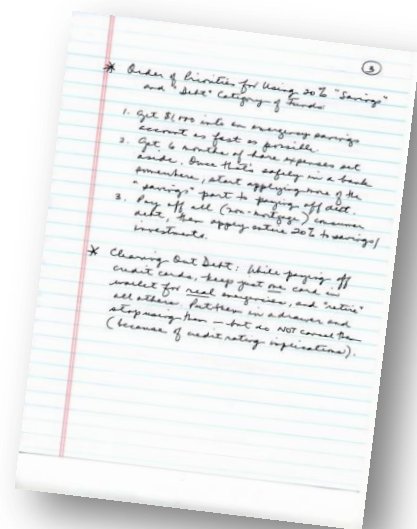 3
* Order of Priorities for Using 20% "Savings"
and "Debt" Category of Funds:
1. Get $1,000 into an emergency savings
account as fast as possible.
2. Get 6 months of bare expenses set
aside. Once that's safely in a bank
somewhere, start applying more of the
"savings" part to paying off debt.
3. Pay off all (non-mortgage) consumer
debt, then apply entire 20% to savings/
investments.
* Cleaning Out Debt: While paying off
credit cards, keep just one card in
wallet for real emergencies, and "retire"
all others. Put them in a drawer and
stop using them — but do NOT cancel them
(because of credit rating implications).